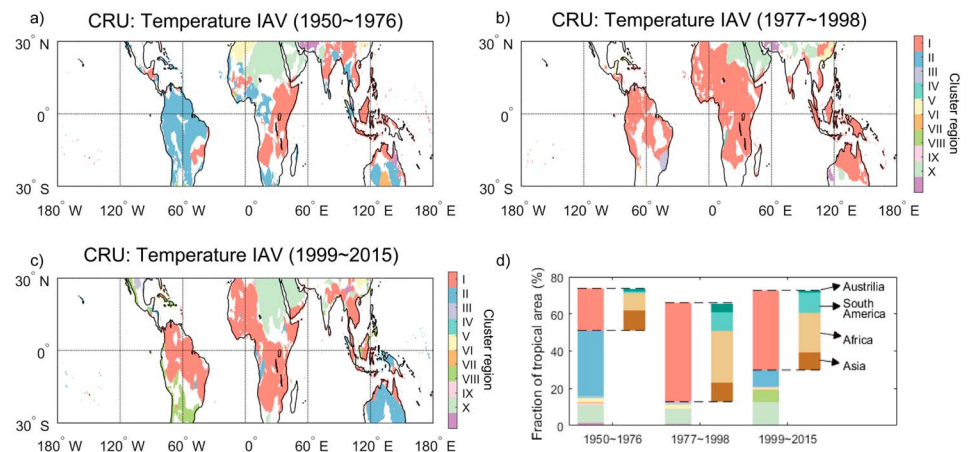 a) CRU: Temperature IAV (1950~1976)
30° N
0°
30° S
180° W 120° W 60° W 0° 60° E 120° E 180° E
b) CRU: Temperature IAV (1977~1998)
30° N
0°
30° S
180° W 120° W 60° W 0° 60° E 120° E 180° E
I
II
III
IV
V
VI
VII
VIII
IX
X
Cluster region
c) CRU: Temperature IAV (1999~2015)
30° N
0°
30° S
180° W 120° W 60° W 0° 60° E 120° E 180° E
I
II
III
IV
V
VI
VII
VIII
IX
X
Cluster region
d)
Fraction of tropical area (%)
80
60
40
20
0
1950~1976 1977~1998 1999~2015
Austrilia
South
America
Africa
Asia